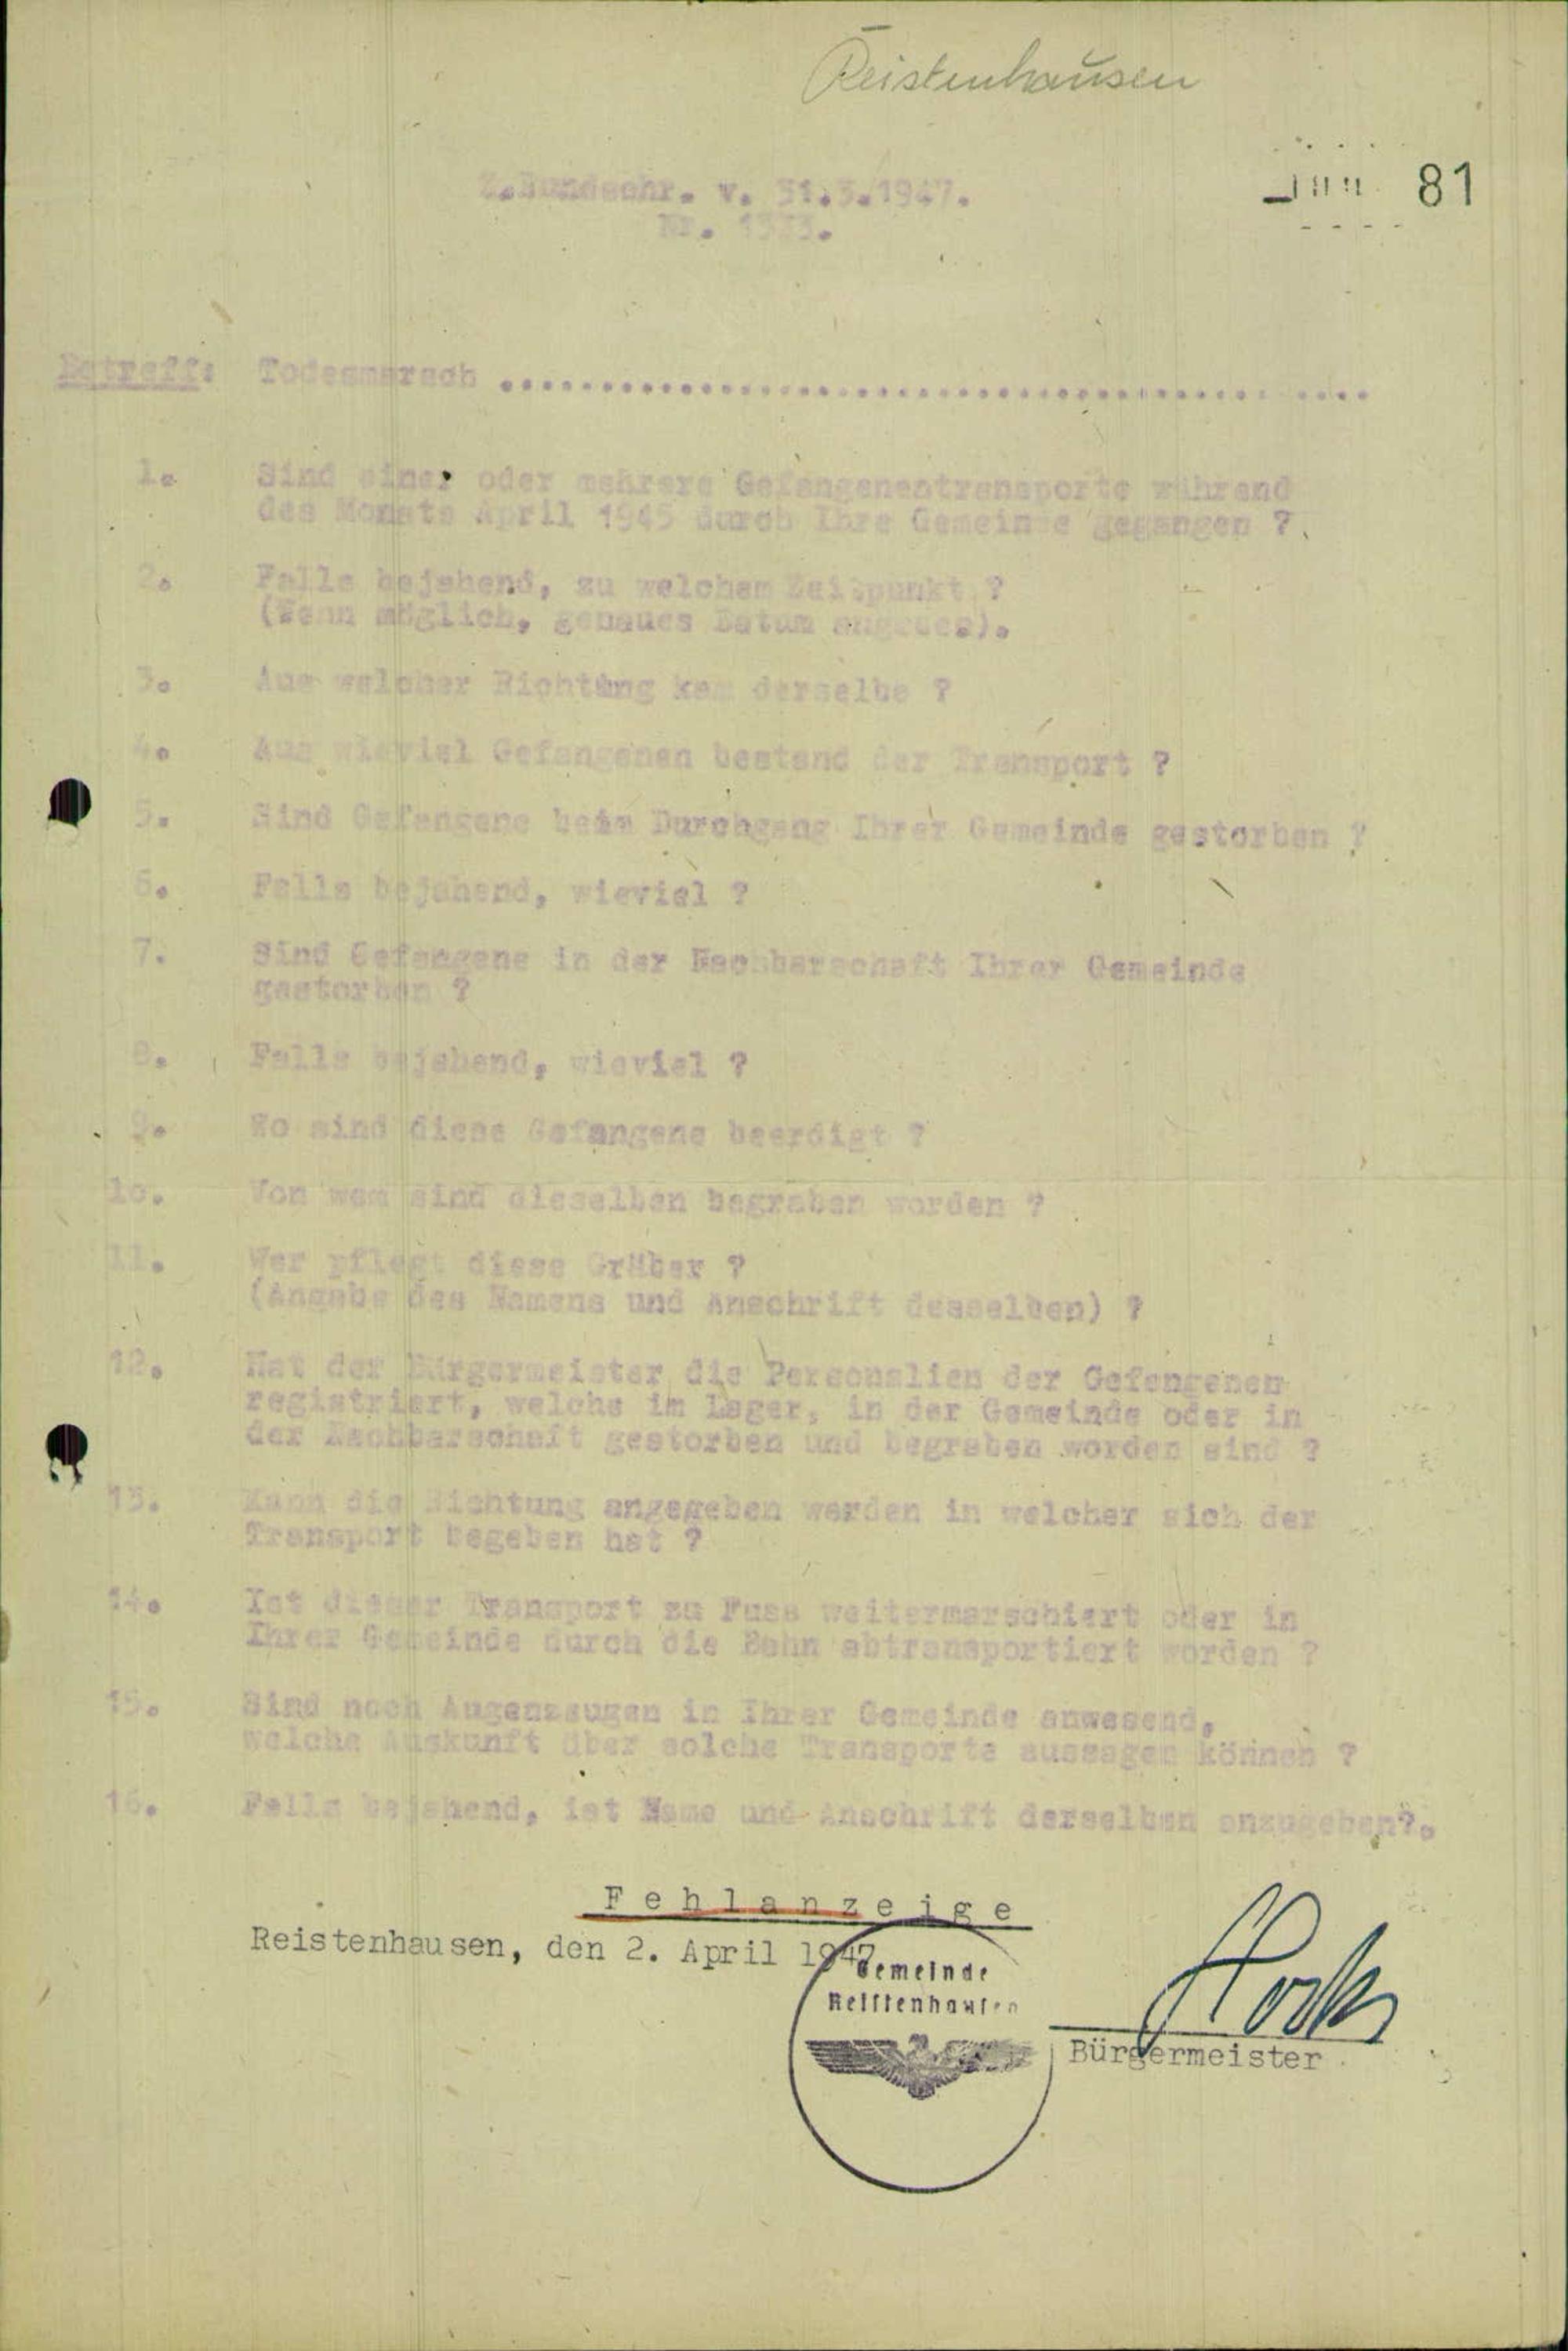 Reistenhausen
81
Z.Rundschr. v. 31.3.1947.
Nr.
Betreff: Todesmarsch ................................................
1. Sind einer oder mehrere Gefangenentransporte während
des Monats April 1945 durch Ihre Gemeinde gegangen ?
2. Falls bejahend, zu welchem Zeitpunkt ?
(Wenn möglich, genaues Datum angeben).
3. Aus welcher Richtung kam derselbe ?
4. Aus wieviel Gefangenen bestand der Transport ?
5. Sind Gefangene beim Durchgang Ihrer Gemeinde gestorben ?
6. Falls bejahend, wieviel ?
7. Sind Gefangene in der Nachbarschaft Ihrer Gemeinde
gestorben ?
8. Falls bejahend, wieviel ?
9. Wo sind diese Gefangene beerdigt ?
10. Von wem sind dieselben begraben worden ?
11. Wer pflegt diese Gräber ?
(Angabe des Namens und Anschrift desselben) ?
12. Hat der Bürgermeister die Personalien der Gefangenen
registriert, welche im Lager, in der Gemeinde oder in
der Nachbarschaft gestorben und begraben worden sind ?
13. Kann die Richtung angegeben werden in welcher sich der
Transport begeben hat ?
14. Ist dieser Transport zu Fuss weitermarschiert oder in
Ihrer Gemeinde durch die Bahn abtransportiert worden ?
15. Sind noch Augenzeugen in Ihrer Gemeinde anwesend,
welche Auskunft über solche Transporte aussagen können ?
16. Falls bejahend, ist Name und Anschrift derselben anzugeben?.
Fehlanzeige
Reistenhausen, den 2. April 1947
Gemeinde
Reistenhausen
Bürgermeister